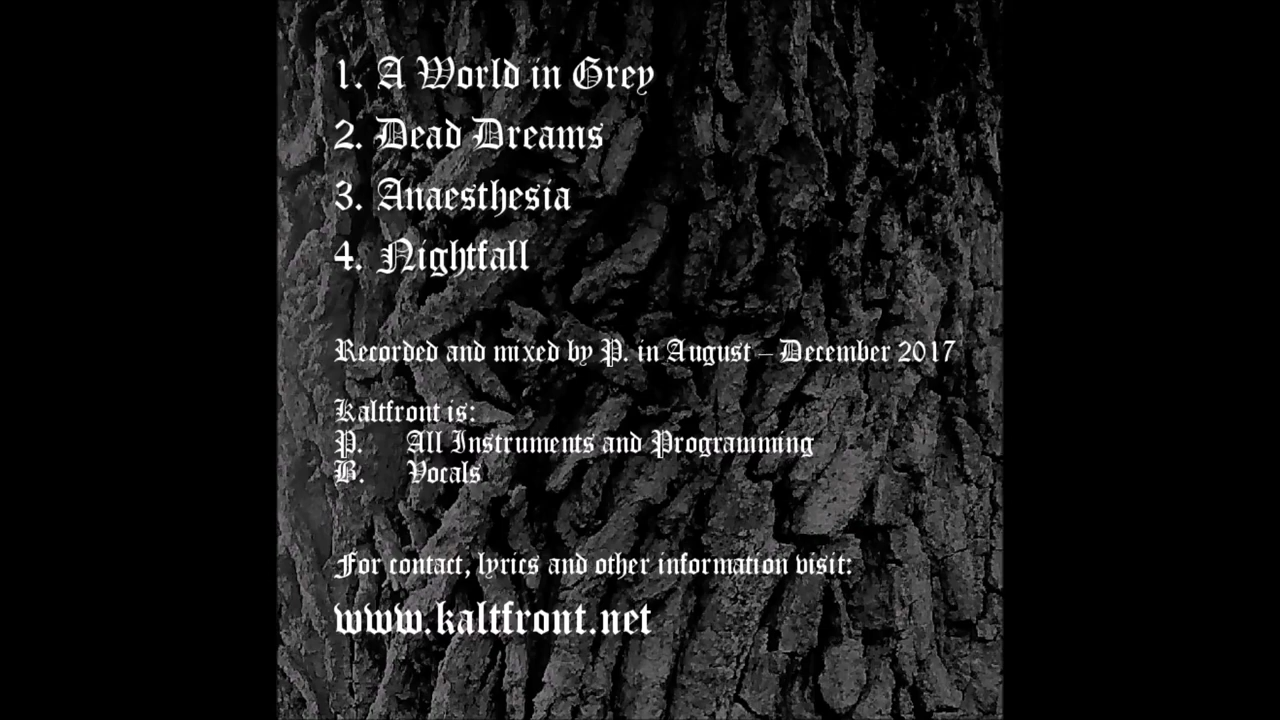 1. A World in Grey
2. Dead Dreams
3. Anaesthesia
4. Nightfall
Recorded and mixed by P. in August – December 2017
Kaltfront is:
P. All Instruments and Programming
B. Vocals
For contact, lyrics and other information visit:
www.kaltfront.net